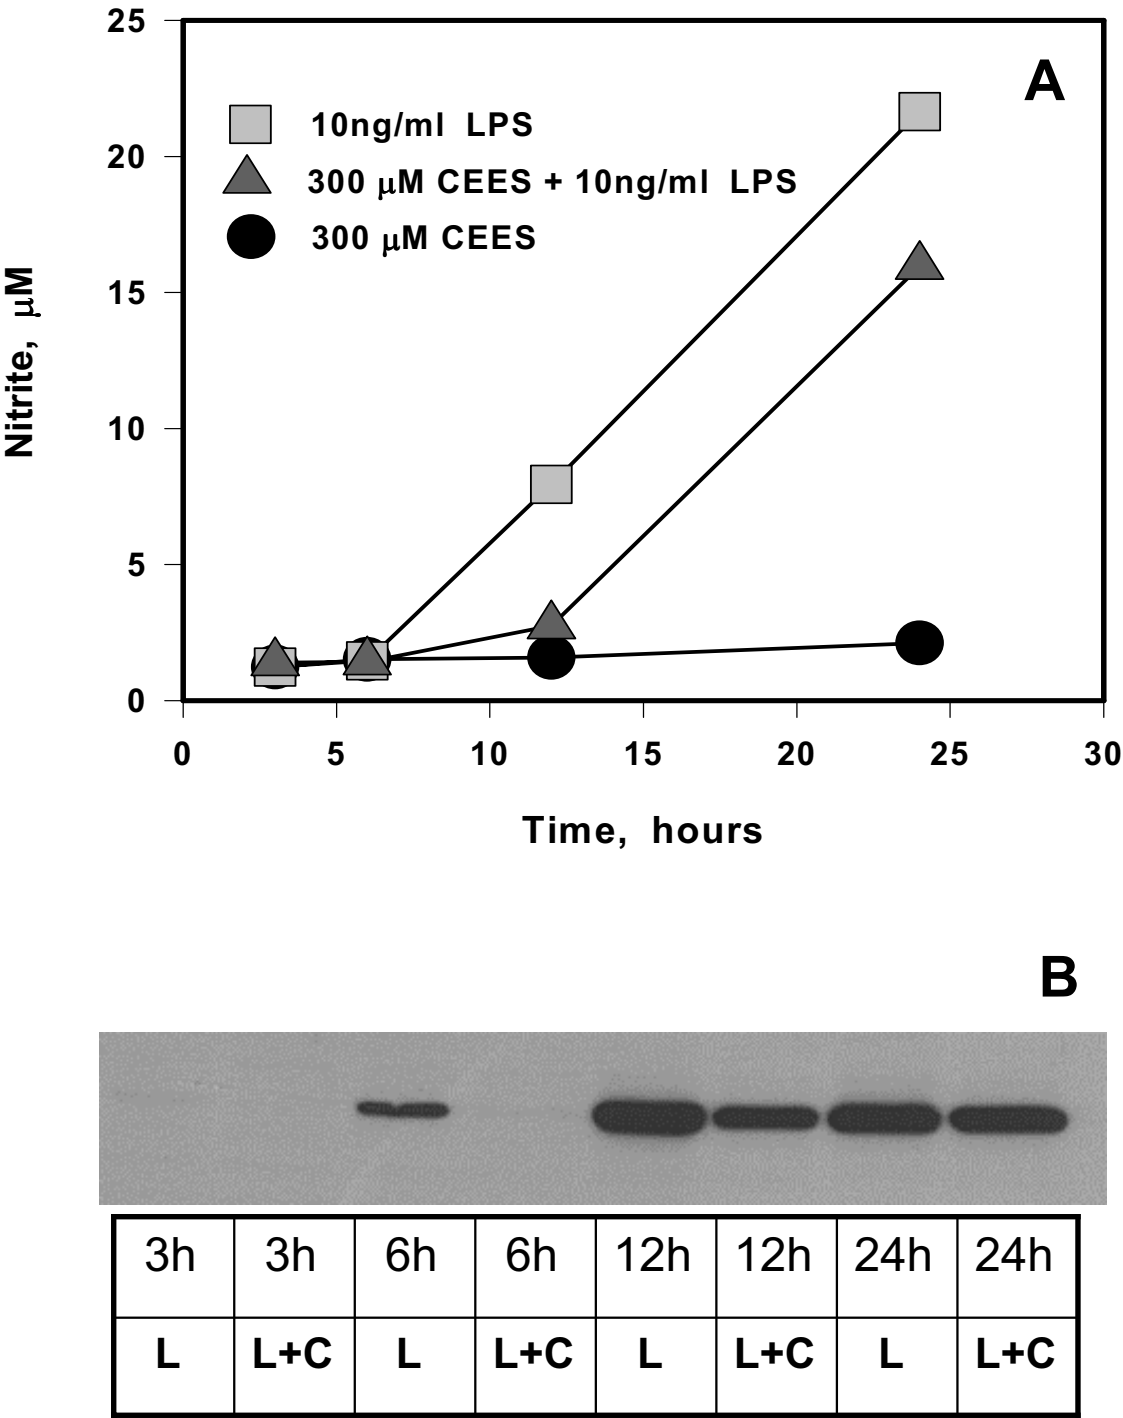 A
10ng/ml LPS
300 μM CEES + 10ng/ml LPS
300 μM CEES
Nitrite, μM
25
20
15
10
5
0
0 5 10 15 20 25 30
Time, hours
B
3h 3h 6h 6h 12h 12h 24h 24h
L L+C L L+C L L+C L L+C